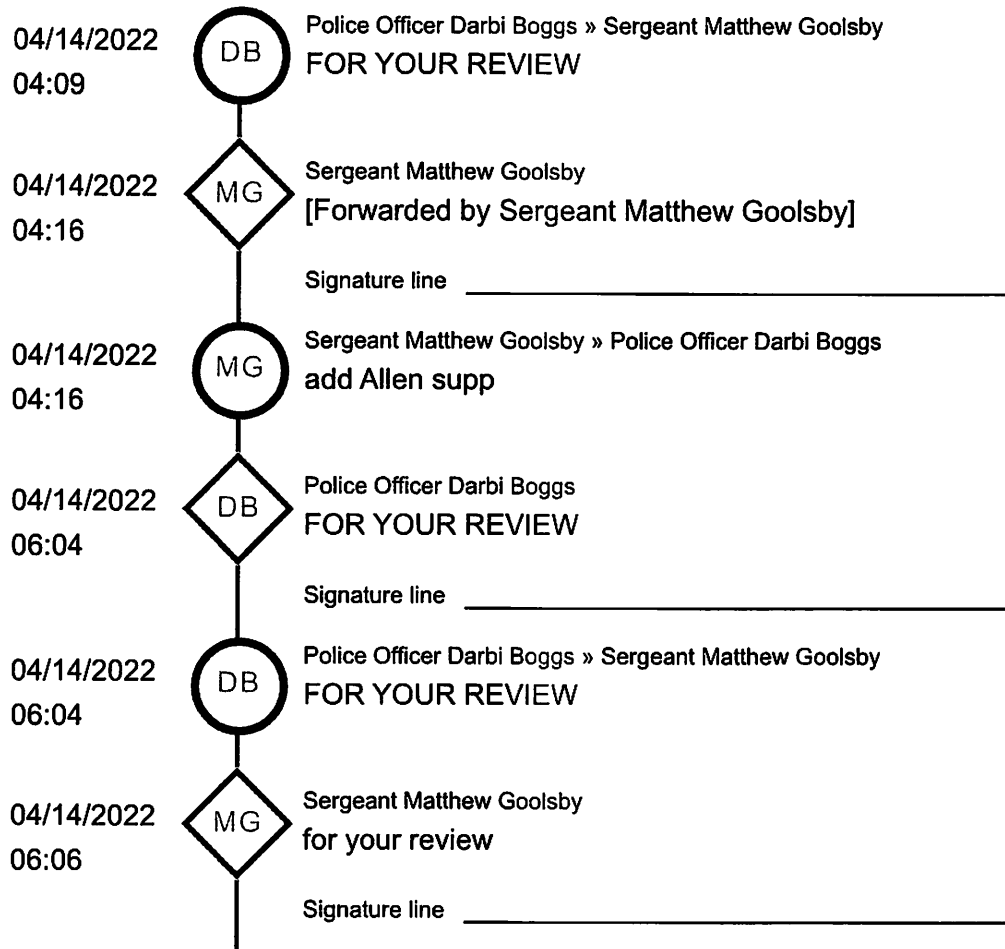 04/14/2022
04:09
DB
Police Officer Darbi Boggs » Sergeant Matthew Goolsby
FOR YOUR REVIEW
04/14/2022
04:16
MG
Sergeant Matthew Goolsby
[Forwarded by Sergeant Matthew Goolsby]
Signature line
04/14/2022
04:16
MG
Sergeant Matthew Goolsby » Police Officer Darbi Boggs
add Allen supp
04/14/2022
06:04
DB
Police Officer Darbi Boggs
FOR YOUR REVIEW
Signature line
04/14/2022
06:04
DB
Police Officer Darbi Boggs » Sergeant Matthew Goolsby
FOR YOUR REVIEW
04/14/2022
06:06
MG
Sergeant Matthew Goolsby
for your review
Signature line